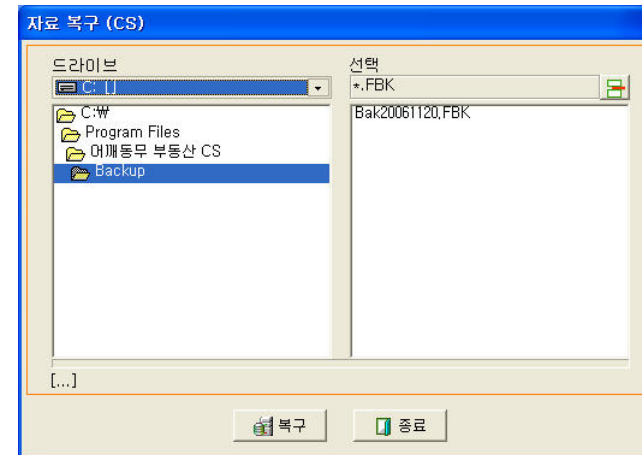 자료 복구 (CS)
드라이브
선택
C: []
*.FBK
C:₩
Bak20061120.FBK
Program Files
어깨동무 부동산 CS
Backup
[...]
복구
종료